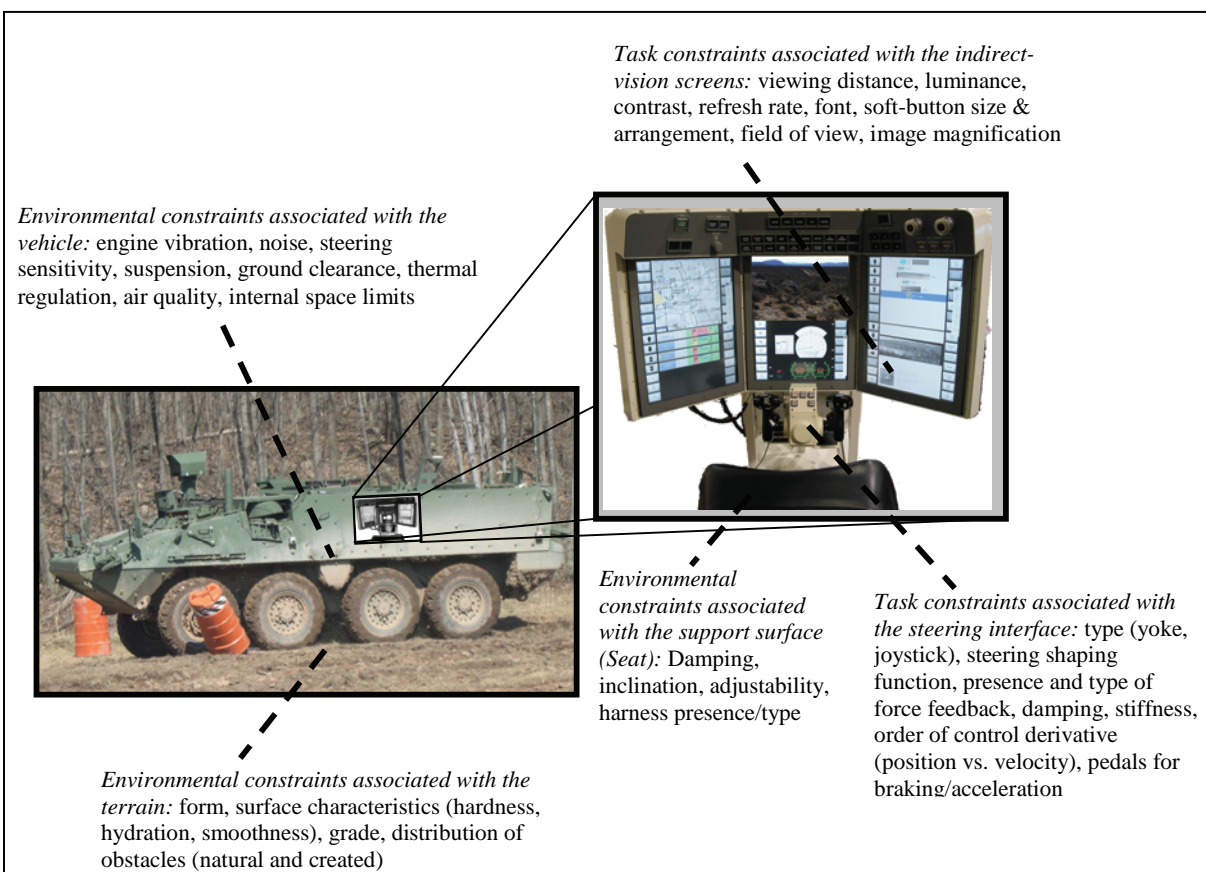 Task constraints associated with the indirect-
vision screens: viewing distance, luminance,
contrast, refresh rate, font, soft-button size &
arrangement, field of view, image magnification
Environmental constraints associated with the
vehicle: engine vibration, noise, steering
sensitivity, suspension, ground clearance, thermal
regulation, air quality, internal space limits
Environmental
constraints associated
with the support surface
(Seat): Damping,
inclination, adjustability,
harness presence/type
Task constraints associated with
the steering interface: type (yoke,
joystick), steering shaping
function, presence and type of
force feedback, damping, stiffness,
order of control derivative
(position vs. velocity), pedals for
braking/acceleration
Environmental constraints associated with the
terrain: form, surface characteristics (hardness,
hydration, smoothness), grade, distribution of
obstacles (natural and created)